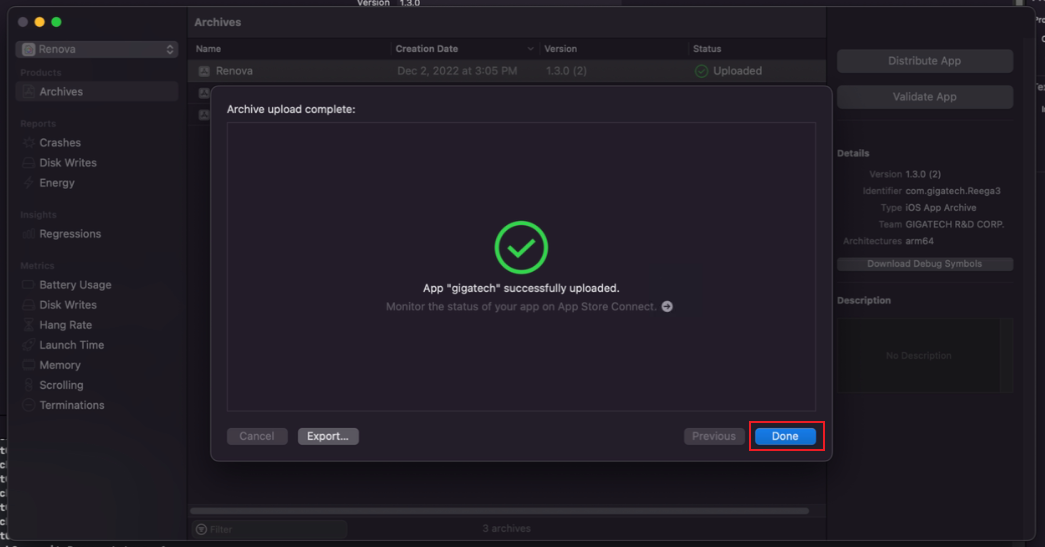 Version 1.3.0
Archives
Renova
Name Creation Date Version Status
Products
Renova Dec 2, 2022 at 3:05 PM 1.3.0 (2) Uploaded
Distribute App
Archives
Validate App
Archive upload complete:
Reports
Crashes
Disk Writes
Energy
Details
Version 1.3.0 (2)
Identifier com.gigatech.Reega3
Type iOS App Archive
Team GIGATECH R&D CORP.
Architectures arm64
Download Debug Symbols
Insights
Regressions
Metrics
Battery Usage
Disk Writes
Hang Rate
Launch Time
Memory
Scrolling
Terminations
App "gigatech" successfully uploaded.
Monitor the status of your app on App Store Connect.
Description
No Description
Cancel Export... Previous Done
Filter 3 archives